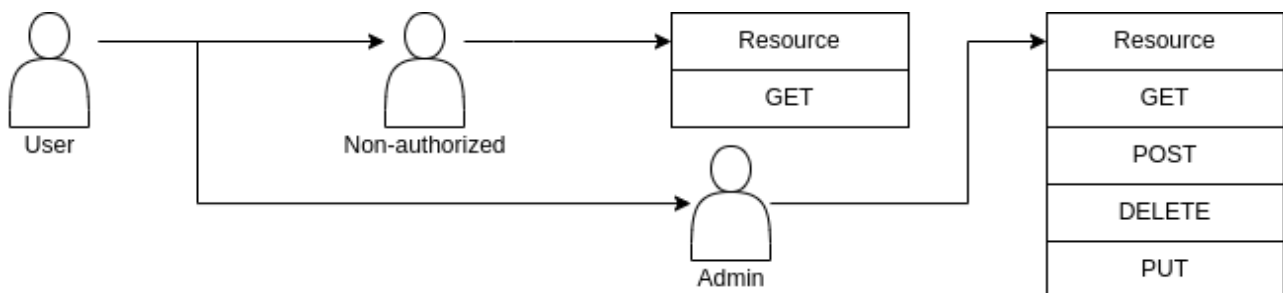 User
Non-authorized
Resource
GET
Admin
Resource
GET
POST
DELETE
PUT